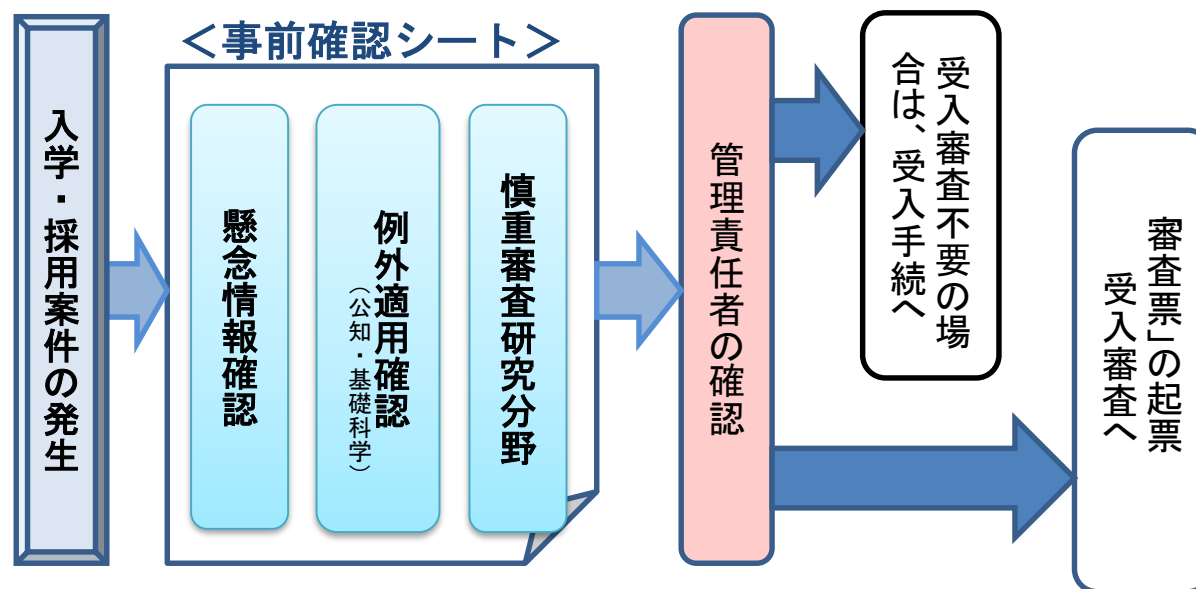 ＜事前確認シート＞
入学・採用案件の発生
懸念情報確認
例外適用確認
（公知・基礎科学）
慎重審査研究分野
管理責任者の確認
受入審査不要の場
合は、受入手続へ
審査票」の起票
受入審査へ